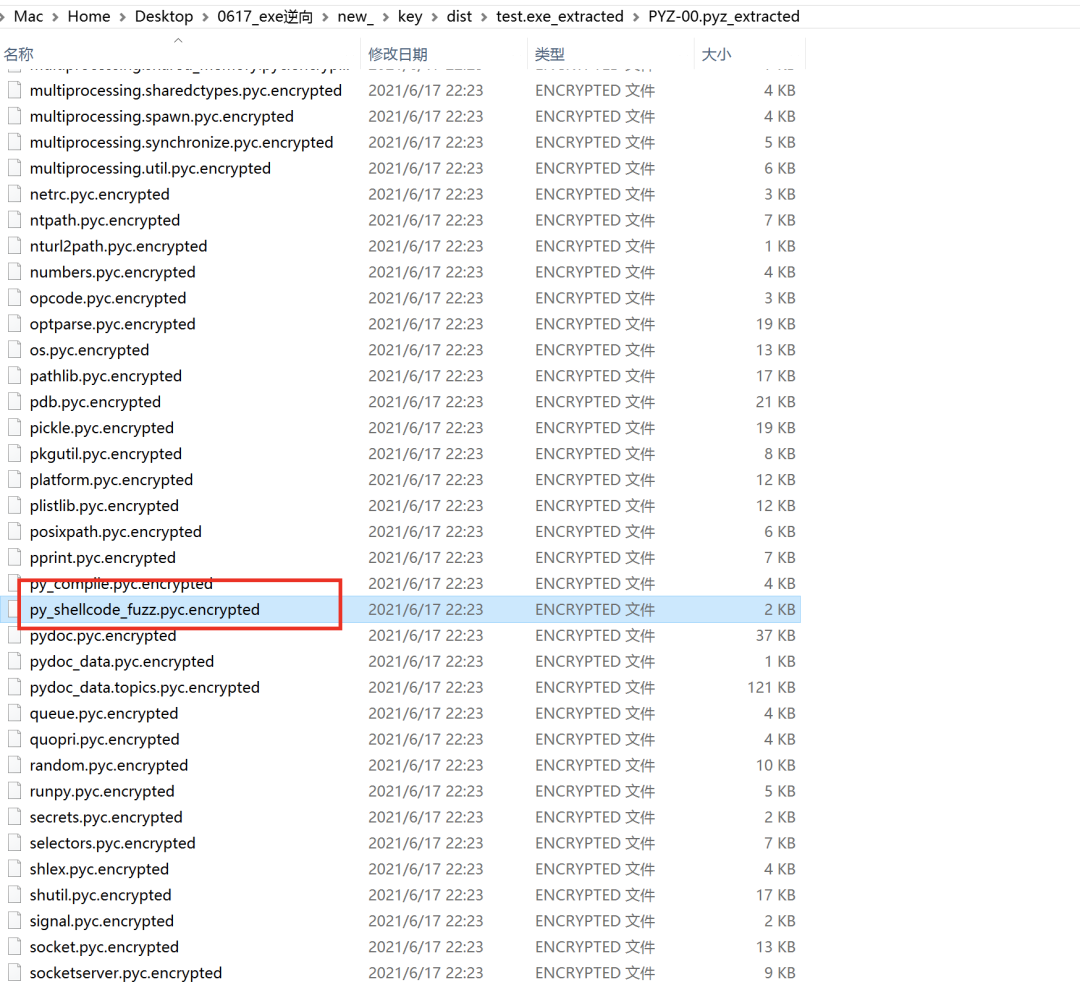 Mac > Home > Desktop > 0617_exe逆向 > new_ > key > dist > test.exe_extracted > PYZ-00.pyz_extracted
名称 修改日期 类型 大小
multiprocessing.sharedctypes.pyc.encrypted 2021/6/17 22:23 ENCRYPTED 文件 4 KB
multiprocessing.spawn.pyc.encrypted 2021/6/17 22:23 ENCRYPTED 文件 4 KB
multiprocessing.synchronize.pyc.encrypted 2021/6/17 22:23 ENCRYPTED 文件 5 KB
multiprocessing.util.pyc.encrypted 2021/6/17 22:23 ENCRYPTED 文件 6 KB
netrc.pyc.encrypted 2021/6/17 22:23 ENCRYPTED 文件 3 KB
ntpath.pyc.encrypted 2021/6/17 22:23 ENCRYPTED 文件 7 KB
nturl2path.pyc.encrypted 2021/6/17 22:23 ENCRYPTED 文件 1 KB
numbers.pyc.encrypted 2021/6/17 22:23 ENCRYPTED 文件 4 KB
opcode.pyc.encrypted 2021/6/17 22:23 ENCRYPTED 文件 3 KB
optparse.pyc.encrypted 2021/6/17 22:23 ENCRYPTED 文件 19 KB
os.pyc.encrypted 2021/6/17 22:23 ENCRYPTED 文件 13 KB
pathlib.pyc.encrypted 2021/6/17 22:23 ENCRYPTED 文件 17 KB
pdb.pyc.encrypted 2021/6/17 22:23 ENCRYPTED 文件 21 KB
pickle.pyc.encrypted 2021/6/17 22:23 ENCRYPTED 文件 19 KB
pkgutil.pyc.encrypted 2021/6/17 22:23 ENCRYPTED 文件 8 KB
platform.pyc.encrypted 2021/6/17 22:23 ENCRYPTED 文件 12 KB
plistlib.pyc.encrypted 2021/6/17 22:23 ENCRYPTED 文件 12 KB
posixpath.pyc.encrypted 2021/6/17 22:23 ENCRYPTED 文件 6 KB
pprint.pyc.encrypted 2021/6/17 22:23 ENCRYPTED 文件 7 KB
py_compile.pyc.encrypted 2021/6/17 22:23 ENCRYPTED 文件 4 KB
py_shellcode_fuzz.pyc.encrypted 2021/6/17 22:23 ENCRYPTED 文件 2 KB
pydoc.pyc.encrypted 2021/6/17 22:23 ENCRYPTED 文件 37 KB
pydoc_data.pyc.encrypted 2021/6/17 22:23 ENCRYPTED 文件 1 KB
pydoc_data.topics.pyc.encrypted 2021/6/17 22:23 ENCRYPTED 文件 121 KB
queue.pyc.encrypted 2021/6/17 22:23 ENCRYPTED 文件 4 KB
quopri.pyc.encrypted 2021/6/17 22:23 ENCRYPTED 文件 4 KB
random.pyc.encrypted 2021/6/17 22:23 ENCRYPTED 文件 10 KB
runpy.pyc.encrypted 2021/6/17 22:23 ENCRYPTED 文件 5 KB
secrets.pyc.encrypted 2021/6/17 22:23 ENCRYPTED 文件 2 KB
selectors.pyc.encrypted 2021/6/17 22:23 ENCRYPTED 文件 7 KB
shlex.pyc.encrypted 2021/6/17 22:23 ENCRYPTED 文件 4 KB
shutil.pyc.encrypted 2021/6/17 22:23 ENCRYPTED 文件 17 KB
signal.pyc.encrypted 2021/6/17 22:23 ENCRYPTED 文件 2 KB
socket.pyc.encrypted 2021/6/17 22:23 ENCRYPTED 文件 13 KB
socketserver.pyc.encrypted 2021/6/17 22:23 ENCRYPTED 文件 9 KB